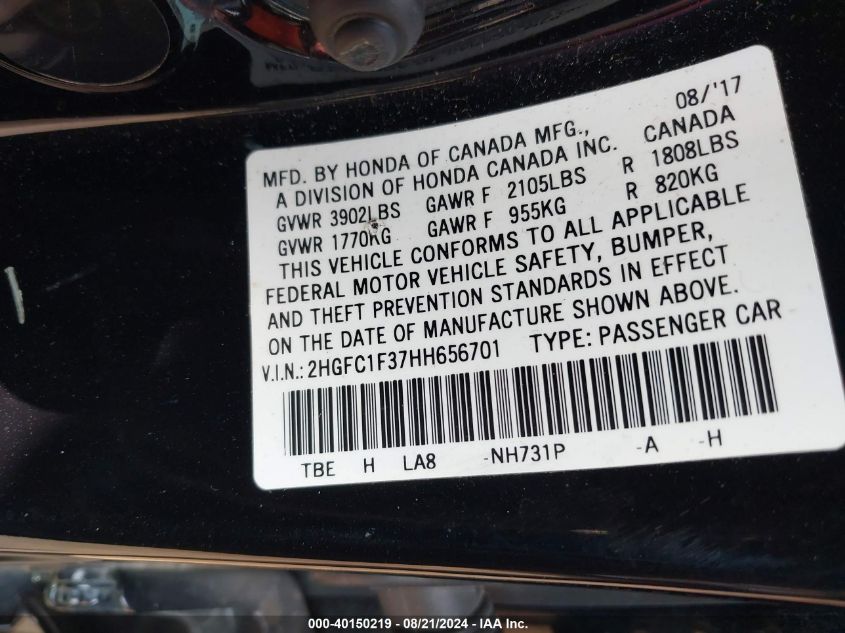 08/'17
MFD. BY HONDA OF CANADA MFG.,
A DIVISION OF HONDA CANADA INC. CANADA
GVWR 3902LBS GAWR F 2105LBS R 1808LBS
GVWR 1770KG GAWR F 955KG R 820KG
THIS VEHICLE CONFORMS TO ALL APPLICABLE
FEDERAL MOTOR VEHICLE SAFETY, BUMPER,
AND THEFT PREVENTION STANDARDS IN EFFECT
ON THE DATE OF MANUFACTURE SHOWN ABOVE.
V.I.N.: 2HGFC1F37HH656701 TYPE: PASSENGER CAR
TBE H LA8 -NH731P -A -H
000-40150219 - 08/21/2024 - IAA Inc.